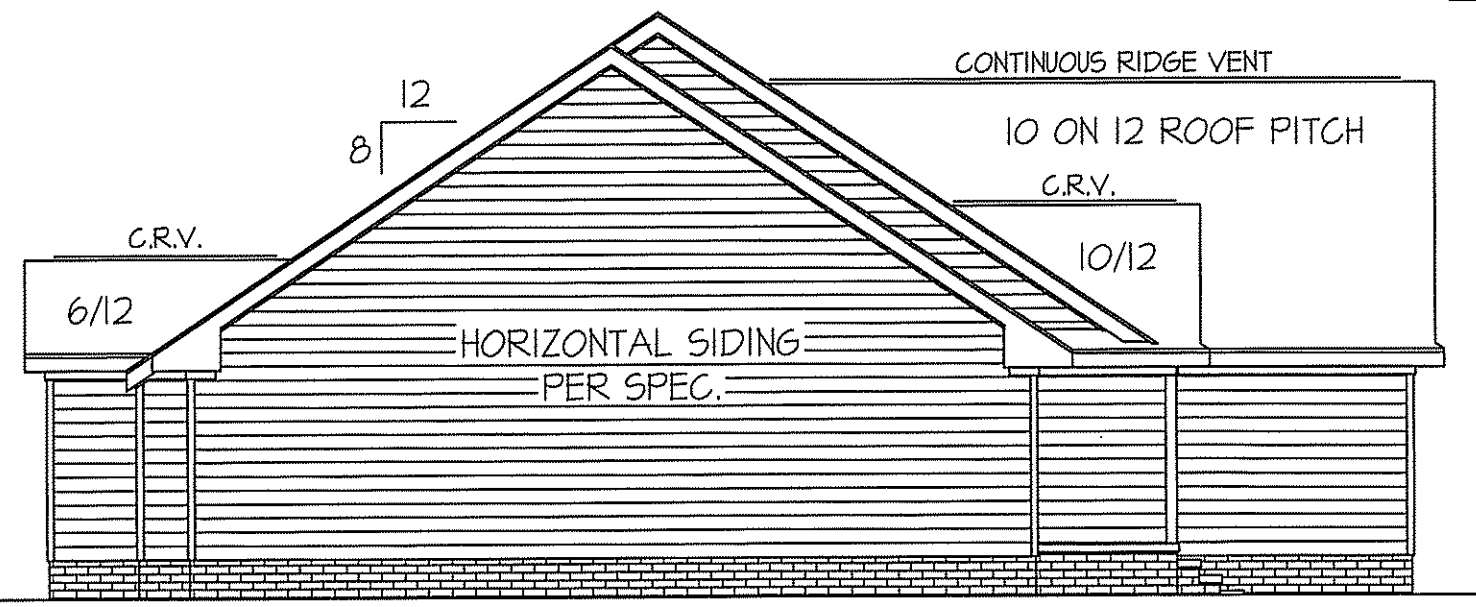 CONTINUOUS RIDGE VENT
12
8
10 ON 12 ROOF PITCH
C.R.V.
C.R.V.
10/12
6/12
HORIZONTAL SIDING
PER SPEC.